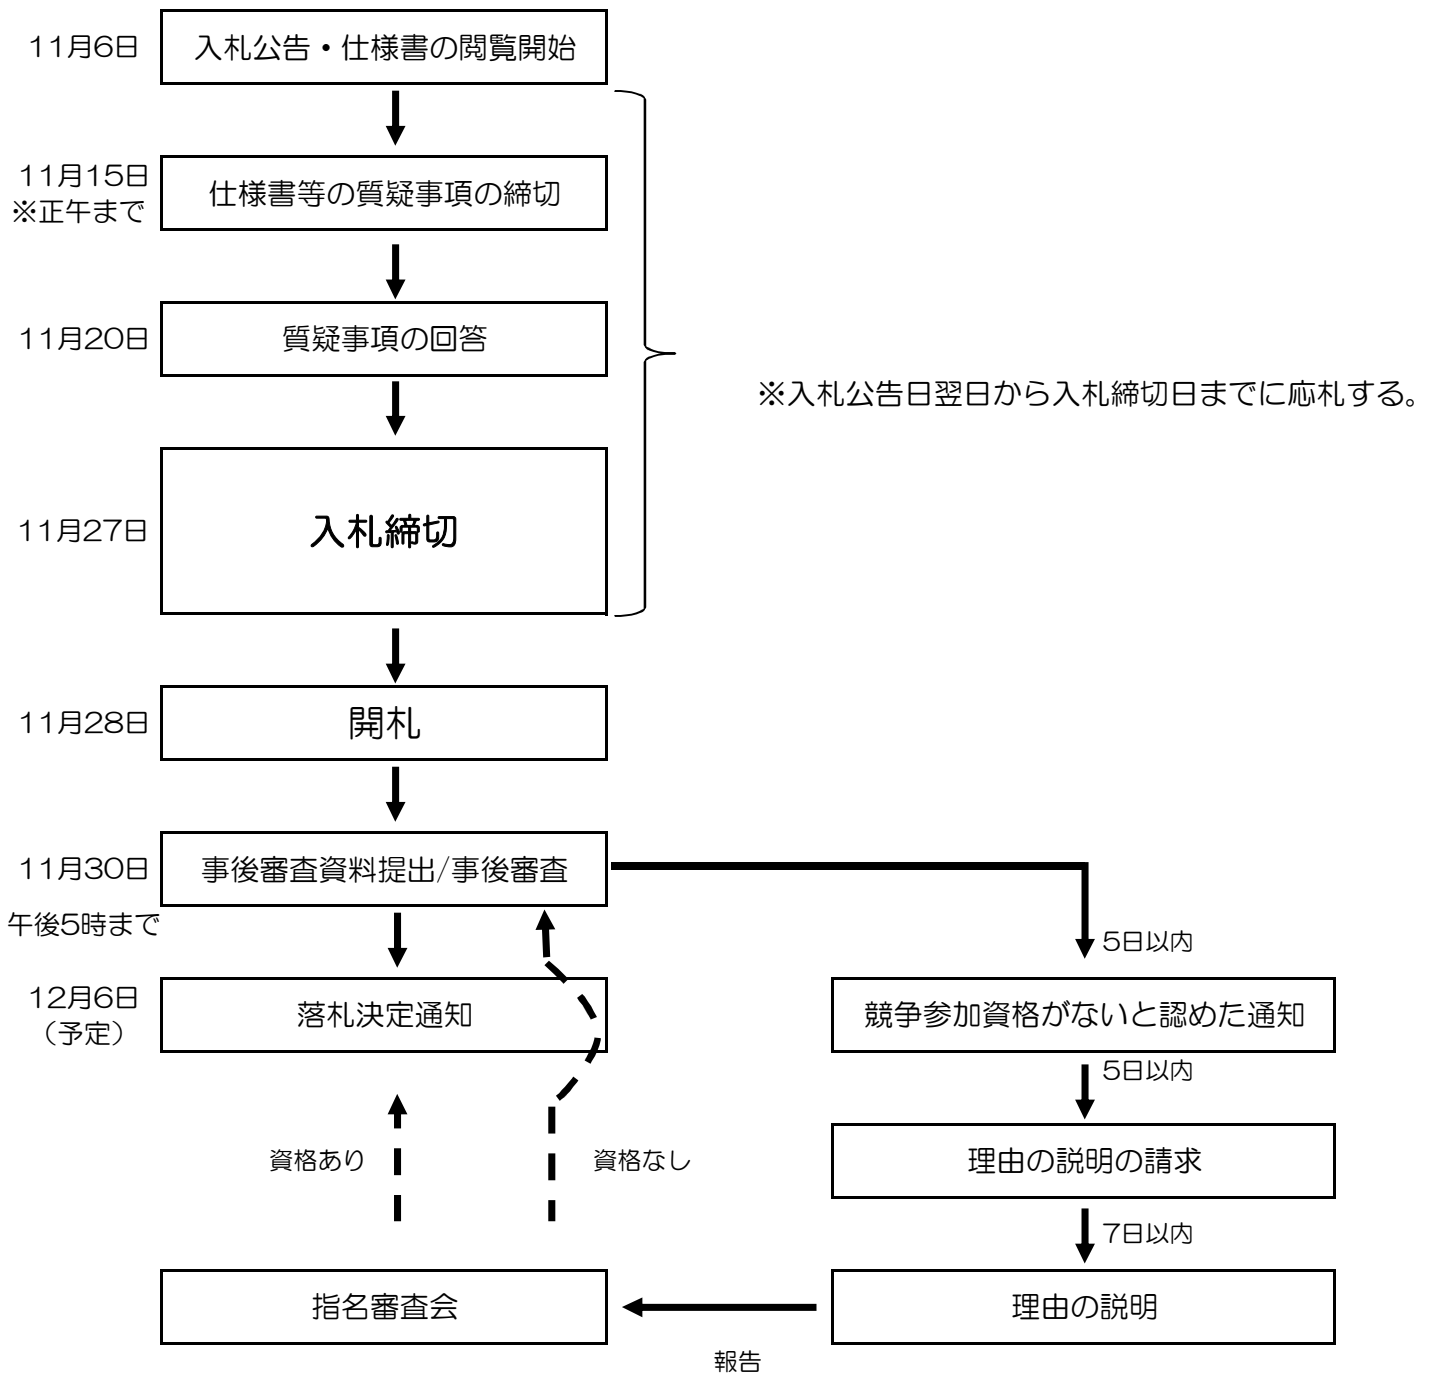 11月6日
入札公告・仕様書の閲覧開始
11月15日
※正午まで
仕様書等の質疑事項の締切
11月20日
質疑事項の回答
※入札公告日翌日から入札締切日までに応札する。
11月27日
入札締切
11月28日
開札
11月30日
午後5時まで
事後審査資料提出/事後審査
5日以内
12月6日
（予定）
落札決定通知
競争参加資格がないと認めた通知
5日以内
資格あり
資格なし
理由の説明の請求
7日以内
指名審査会
理由の説明
報告